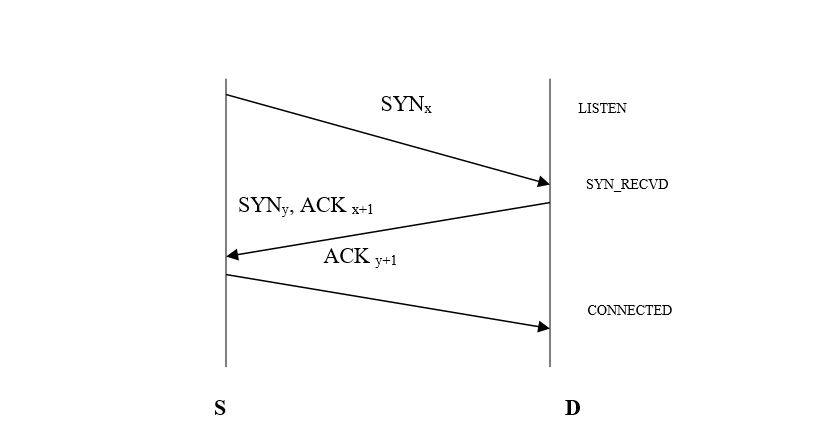 SYNx
LISTEN
SYN_RECVD
SYNy, ACK x+1
ACK y+1
CONNECTED
S
D